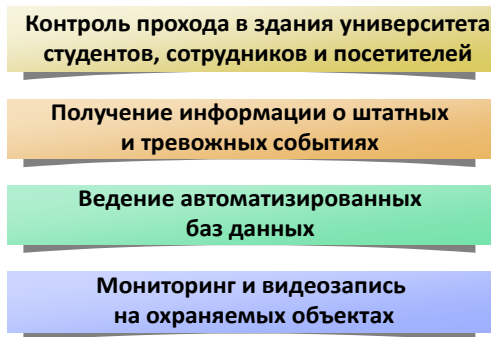 Контроль прохода в здания университета
студентов, сотрудников и посетителей
Получение информации о штатных
и тревожных событиях
Ведение автоматизированных
баз данных
Мониторинг и видеозапись
на охраняемых объектах